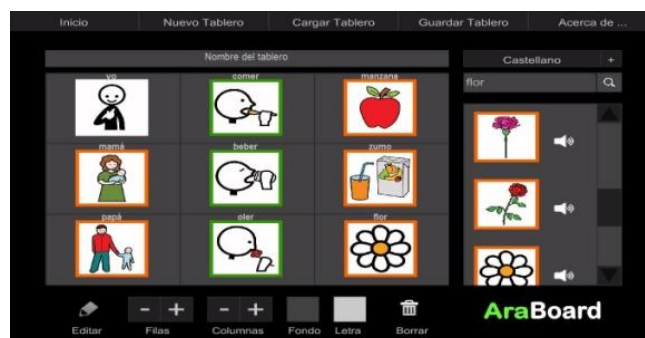 Inicio Nuevo Tablero Cargar Tablero Guardar Tablero Acerca de ...
Nombre del tablero
Castellano +
flor
yo comer manzana
mamá beber zumo
papá oler flor
- + - +
Editar Filas Columnas Fondo Letra Borrar
AraBoard